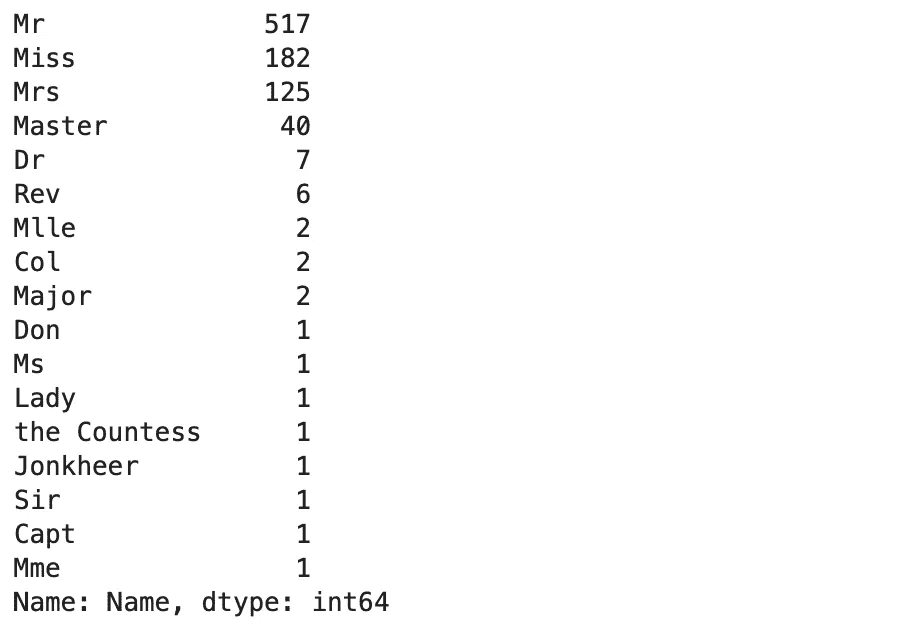 Mr 517
Miss 182
Mrs 125
Master 40
Dr 7
Rev 6
Mlle 2
Col 2
Major 2
Don 1
Ms 1
Lady 1
the Countess 1
Jonkheer 1
Sir 1
Capt 1
Mme 1
Name: Name, dtype: int64